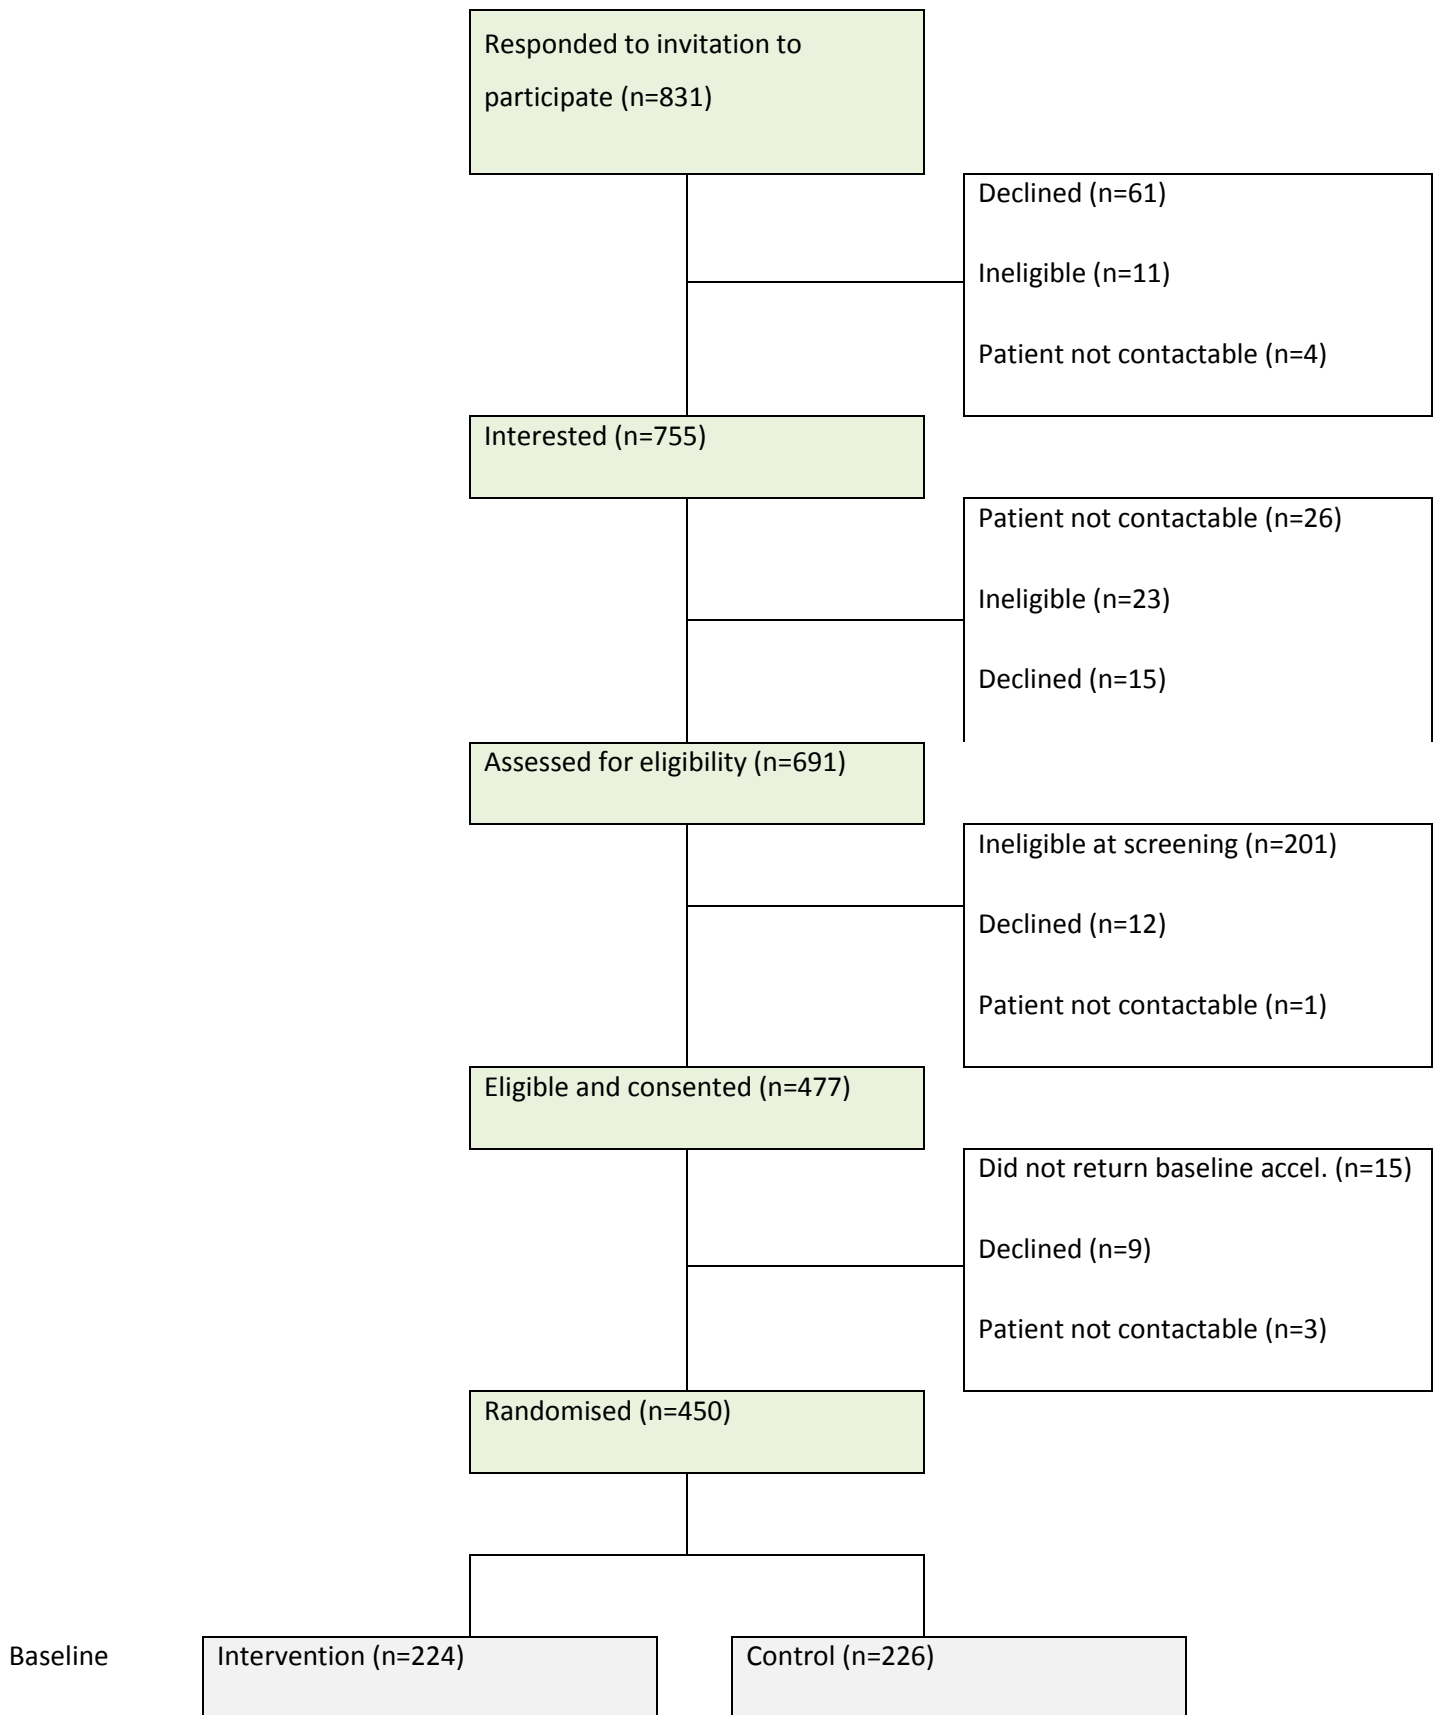 Responded to invitation to
participate (n=831)
Declined (n=61)
Ineligible (n=11)
Patient not contactable (n=4)
Interested (n=755)
Patient not contactable (n=26)
Ineligible (n=23)
Declined (n=15)
Assessed for eligibility (n=691)
Ineligible at screening (n=201)
Declined (n=12)
Patient not contactable (n=1)
Eligible and consented (n=477)
Did not return baseline accel. (n=15)
Declined (n=9)
Patient not contactable (n=3)
Randomised (n=450)
Baseline
Intervention (n=224)
Control (n=226)